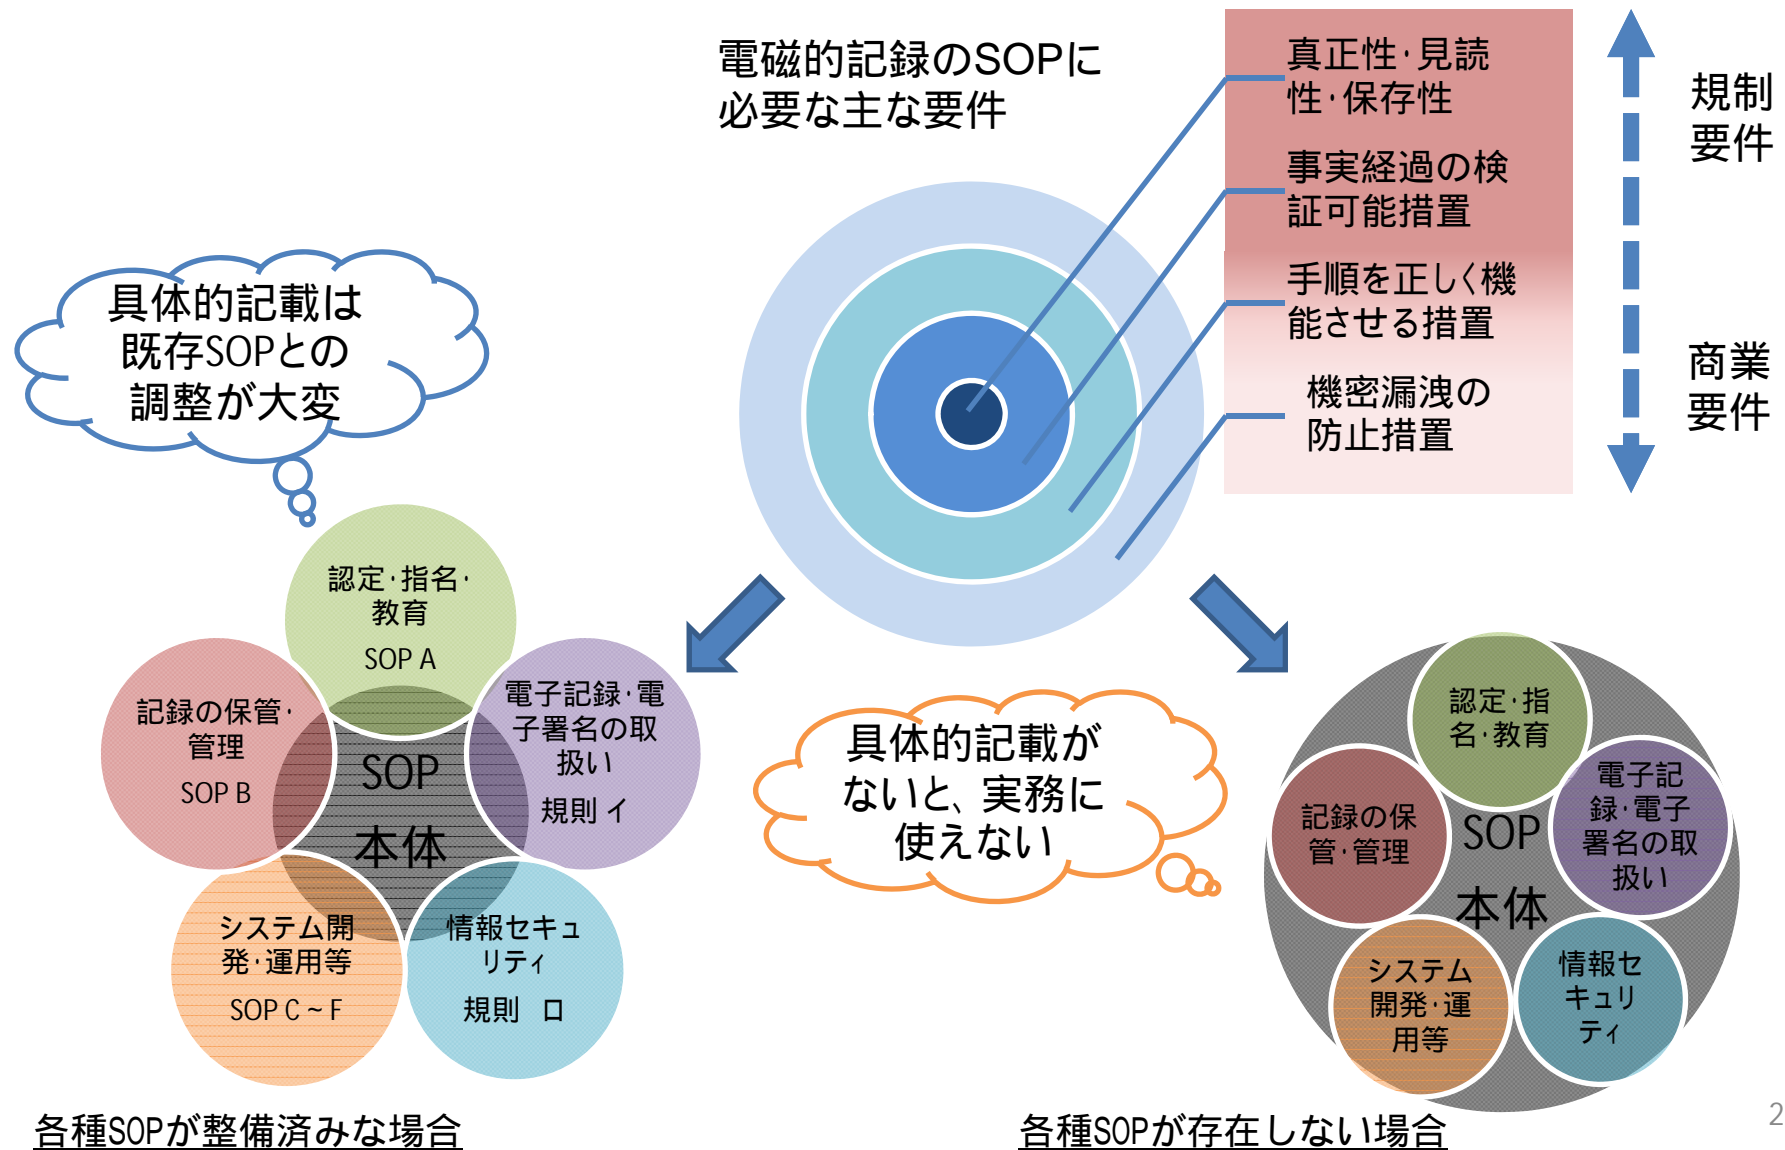 電磁的記録のSOPに
必要な主な要件
真正性・見読
性・保存性
事実経過の検
証可能措置
手順を正しく機
能させる措置
機密漏洩の
防止措置
規制
要件
商業
要件
具体的記載は
既存SOPとの
調整が大変
認定・指名・
教育
SOP A
記録の保管・
管理
SOP B
電子記録・電
子署名の取
扱い
規則 イ
SOP
本体
システム開
発・運用等
SOP C ~ F
情報セキュ
リティ
規則 ロ
各種SOPが整備済みな場合
具体的記載が
ないと、実務に
使えない
認定・指
名・教育
記録の保
管・管理
電子記
録・電子
署名の取
扱い
SOP
本体
システム
開発・運
用等
情報セ
キュリ
ティ
各種SOPが存在しない場合
2